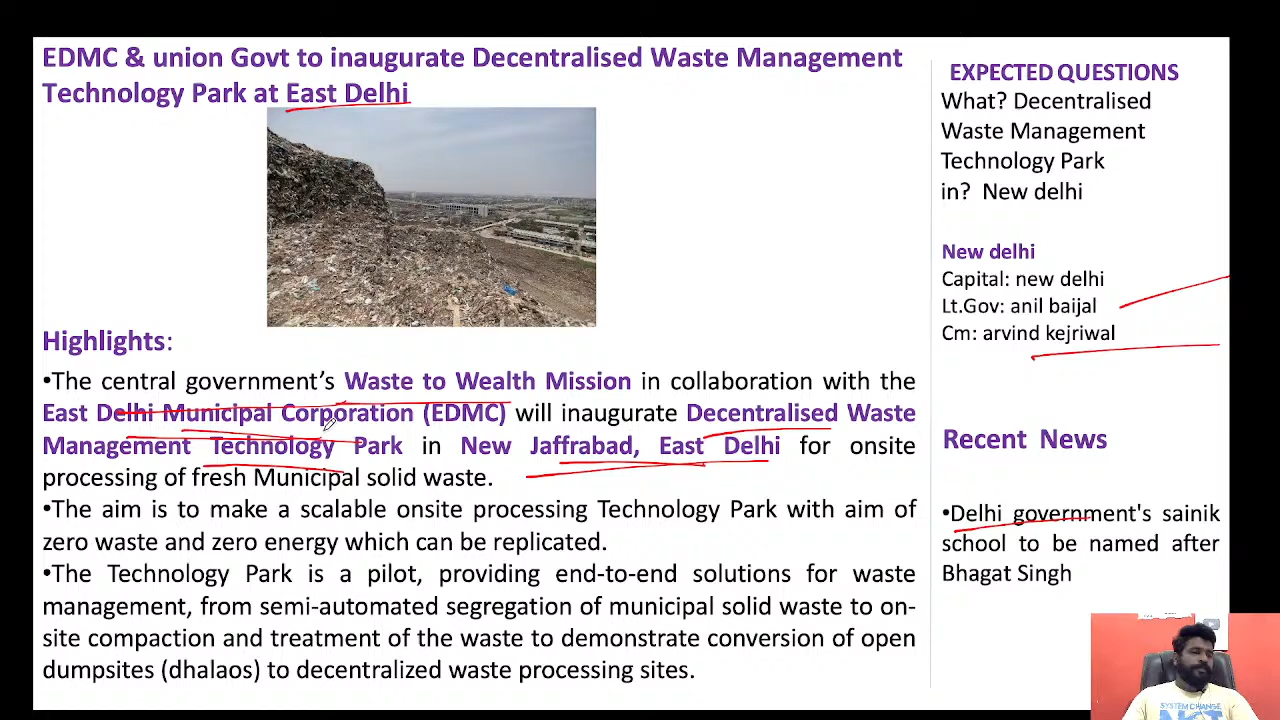 EDMC & union Govt to inaugurate Decentralised Waste Management
Technology Park at East Delhi
Highlights:
•The central government's Waste to Wealth Mission in collaboration with the
East Delhi Municipal Corporation (EDMC) will inaugurate Decentralised Waste
Management Technology Park in New Jaffrabad, East Delhi for onsite
processing of fresh Municipal solid waste.
•The aim is to make a scalable onsite processing Technology Park with aim of
zero waste and zero energy which can be replicated.
•The Technology Park is a pilot, providing end-to-end solutions for waste
management, from semi-automated segregation of municipal solid waste to on-
site compaction and treatment of the waste to demonstrate conversion of open
dumpsites (dhalaos) to decentralized waste processing sites.
EXPECTED QUESTIONS
What? Decentralised
Waste Management
Technology Park
in? New delhi
New delhi
Capital: new delhi
Lt.Gov: anil baijal
Cm: arvind kejriwal
Recent News
•Delhi government's sainik
school to be named after
Bhagat Singh
SYSTEM CHANGE
NOT